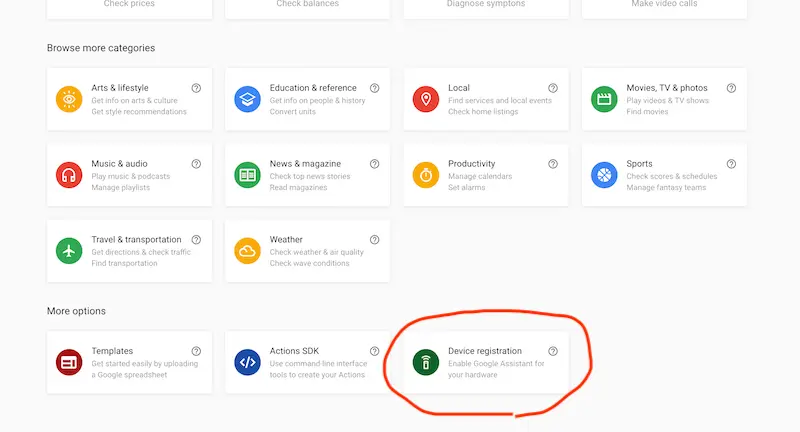 Check prices
Check balances
Diagnose symptons
Make video calls
Browse more categories
Arts & lifestyle
Get info on arts & culture
Get style recommendations
Education & reference
Get info on people & history
Convert units
Local
Find services and local events
Check home listings
Movies, TV & photos
Play videos & TV shows
Find movies
Music & audio
Play music & podcasts
Manage playlists
News & magazine
Check top news stories
Read magazines
Productivity
Manage calendars
Set alarms
Sports
Check scores & schedules
Manage fantasy teams
Travel & transportation
Get directions & check traffic
Find transportation
Weather
Check weather & air quality
Check wave conditions
More options
Templates
Get started easily by uploading
a Google spreadsheet
Actions SDK
Use command-line interface
tools to create your Actions
Device registration
Enable Google Assistant for
your hardware